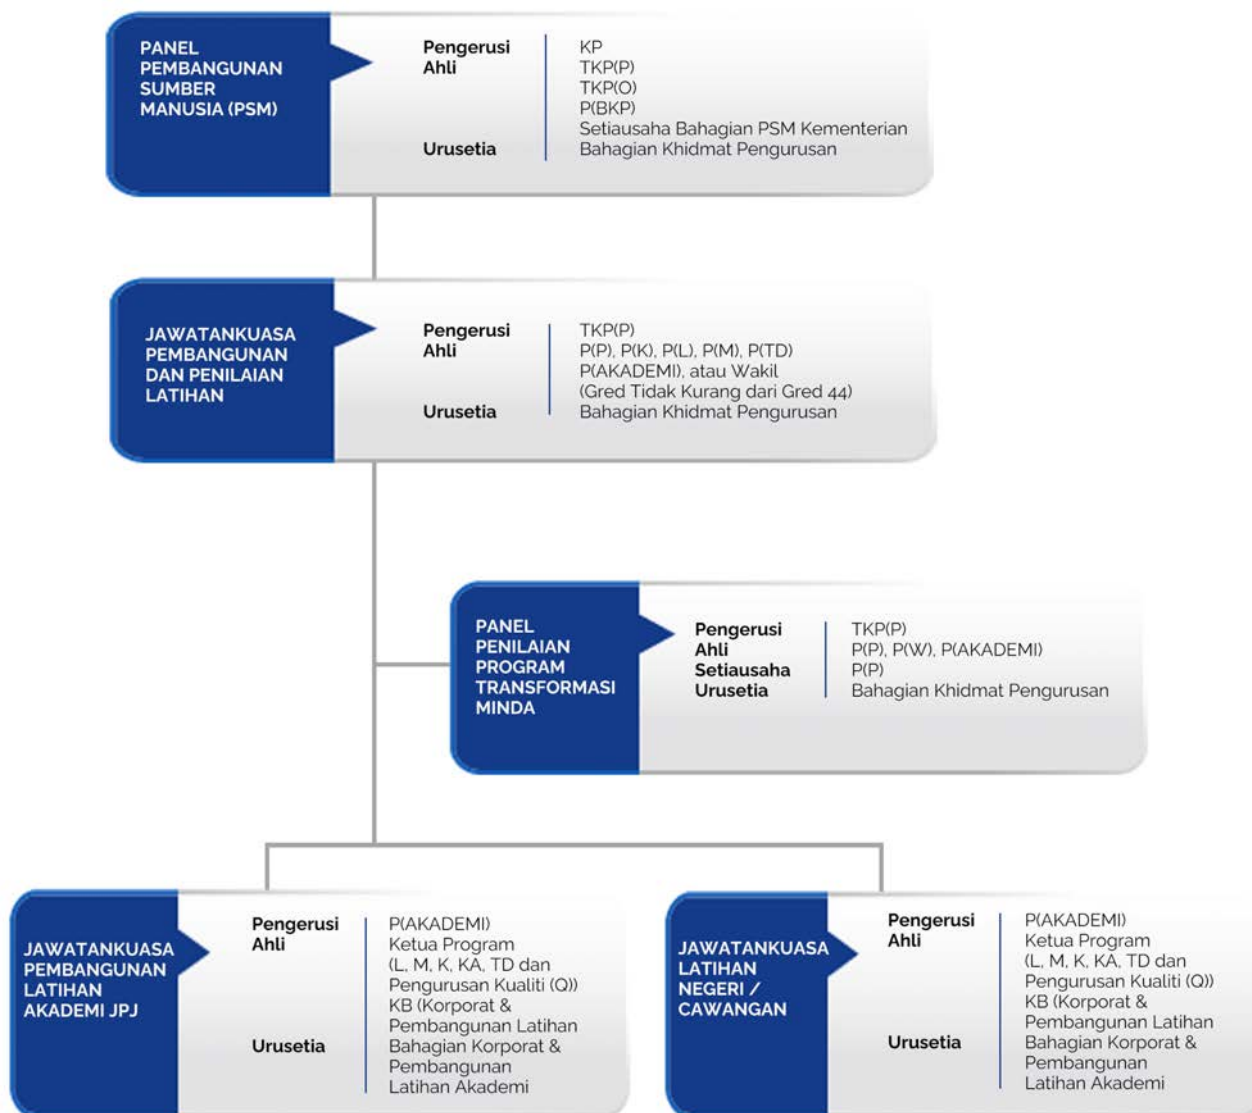 PANEL
PEMBANGUNAN
SUMBER
MANUSIA (PSM)
Pengerusi KP
Ahli TKP(P)
TKP(O)
P(BKP)
Setiausaha Bahagian PSM Kementerian
Urusetia Bahagian Khidmat Pengurusan
JAWATANKUASA
PEMBANGUNAN
DAN PENILAIAN
LATIHAN
Pengerusi TKP(P)
Ahli P(P), P(K), P(L), P(M), P(TD)
P(AKADEMI), atau Wakil
(Gred Tidak Kurang dari Gred 44)
Urusetia Bahagian Khidmat Pengurusan
PANEL
PENILAIAN
PROGRAM
TRANSFORMASI
MINDA
Pengerusi TKP(P)
Ahli P(P), P(W), P(AKADEMI)
Setiausaha P(P)
Urusetia Bahagian Khidmat Pengurusan
JAWATANKUASA
PEMBANGUNAN
LATIHAN
AKADEMI JPJ
Pengerusi P(AKADEMI)
Ahli Ketua Program
(L, M, K, KA, TD dan
Pengurusan Kualiti (Q))
KB (Korporat &
Pembangunan Latihan
Urusetia Bahagian Korporat &
Pembangunan
Latihan Akademi
JAWATANKUASA
LATIHAN
NEGERI /
CAWANGAN
Pengerusi P(AKADEMI)
Ahli Ketua Program
(L, M, K, KA, TD dan
Pengurusan Kualiti (Q))
KB (Korporat &
Pembangunan Latihan
Urusetia Bahagian Korporat &
Pembangunan
Latihan Akademi